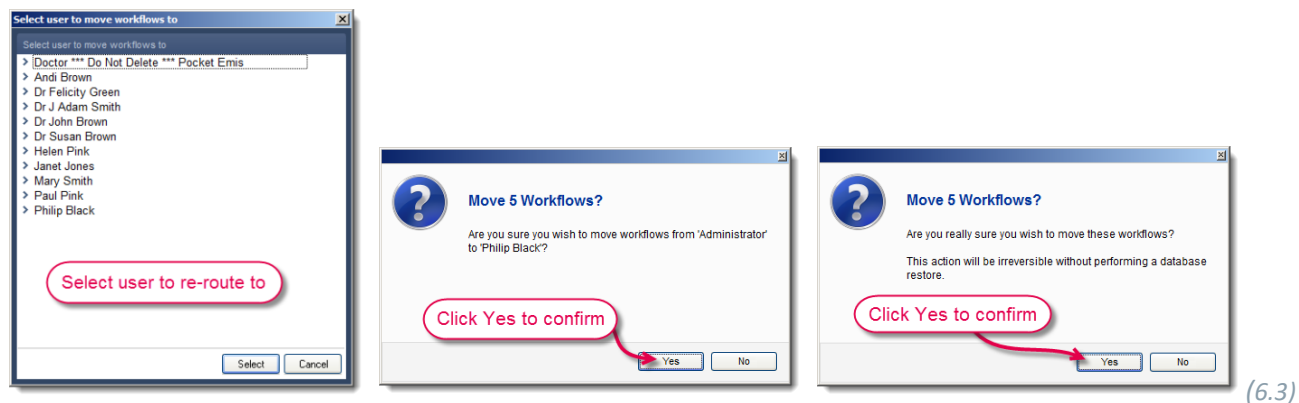 Select user to move workflows to
Select user to move workflows to
Doctor *** Do Not Delete *** Pocket Emis
Andi Brown
Dr Felicity Green
Dr J Adam Smith
Dr John Brown
Dr Susan Brown
Helen Pink
Janet Jones
Mary Smith
Paul Pink
Philip Black
Select user to re-route to
Select
Cancel
Move 5 Workflows?
Are you sure you wish to move workflows from 'Administrator'
to 'Philip Black'?
Click Yes to confirm
Yes
No
Move 5 Workflows?
Are you really sure you wish to move these workflows?
This action will be irreversible without performing a database
restore.
Click Yes to confirm
Yes
No
(6.3)